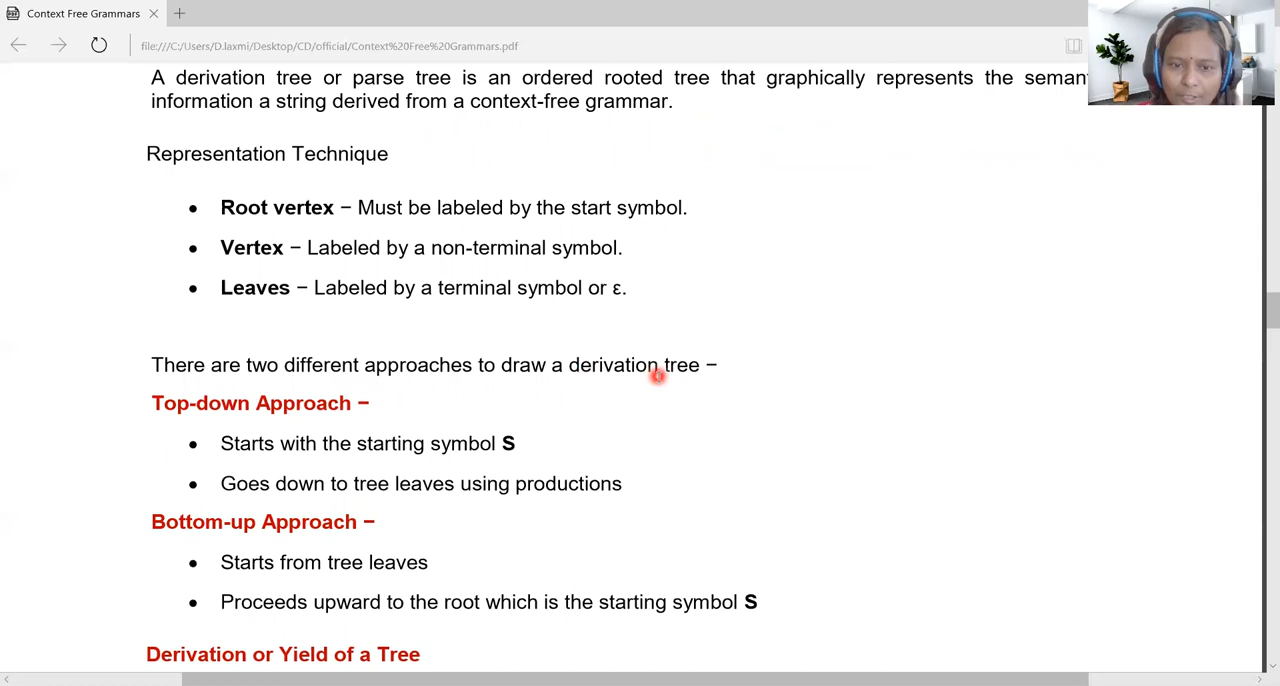 Context Free Grammars
file:///C:/Users/D.laxmi/Desktop/CD/official/Context%20Free%20Grammars.pdf
A derivation tree or parse tree is an ordered rooted tree that graphically represents the
information a string derived from a context-free grammar.
Representation Technique
• Root vertex − Must be labeled by the start symbol.
• Vertex − Labeled by a non-terminal symbol.
• Leaves − Labeled by a terminal symbol or ε.
There are two different approaches to draw a derivation tree −
Top-down Approach −
• Starts with the starting symbol S
• Goes down to tree leaves using productions
Bottom-up Approach −
• Starts from tree leaves
• Proceeds upward to the root which is the starting symbol S
Derivation or Yield of a Tree